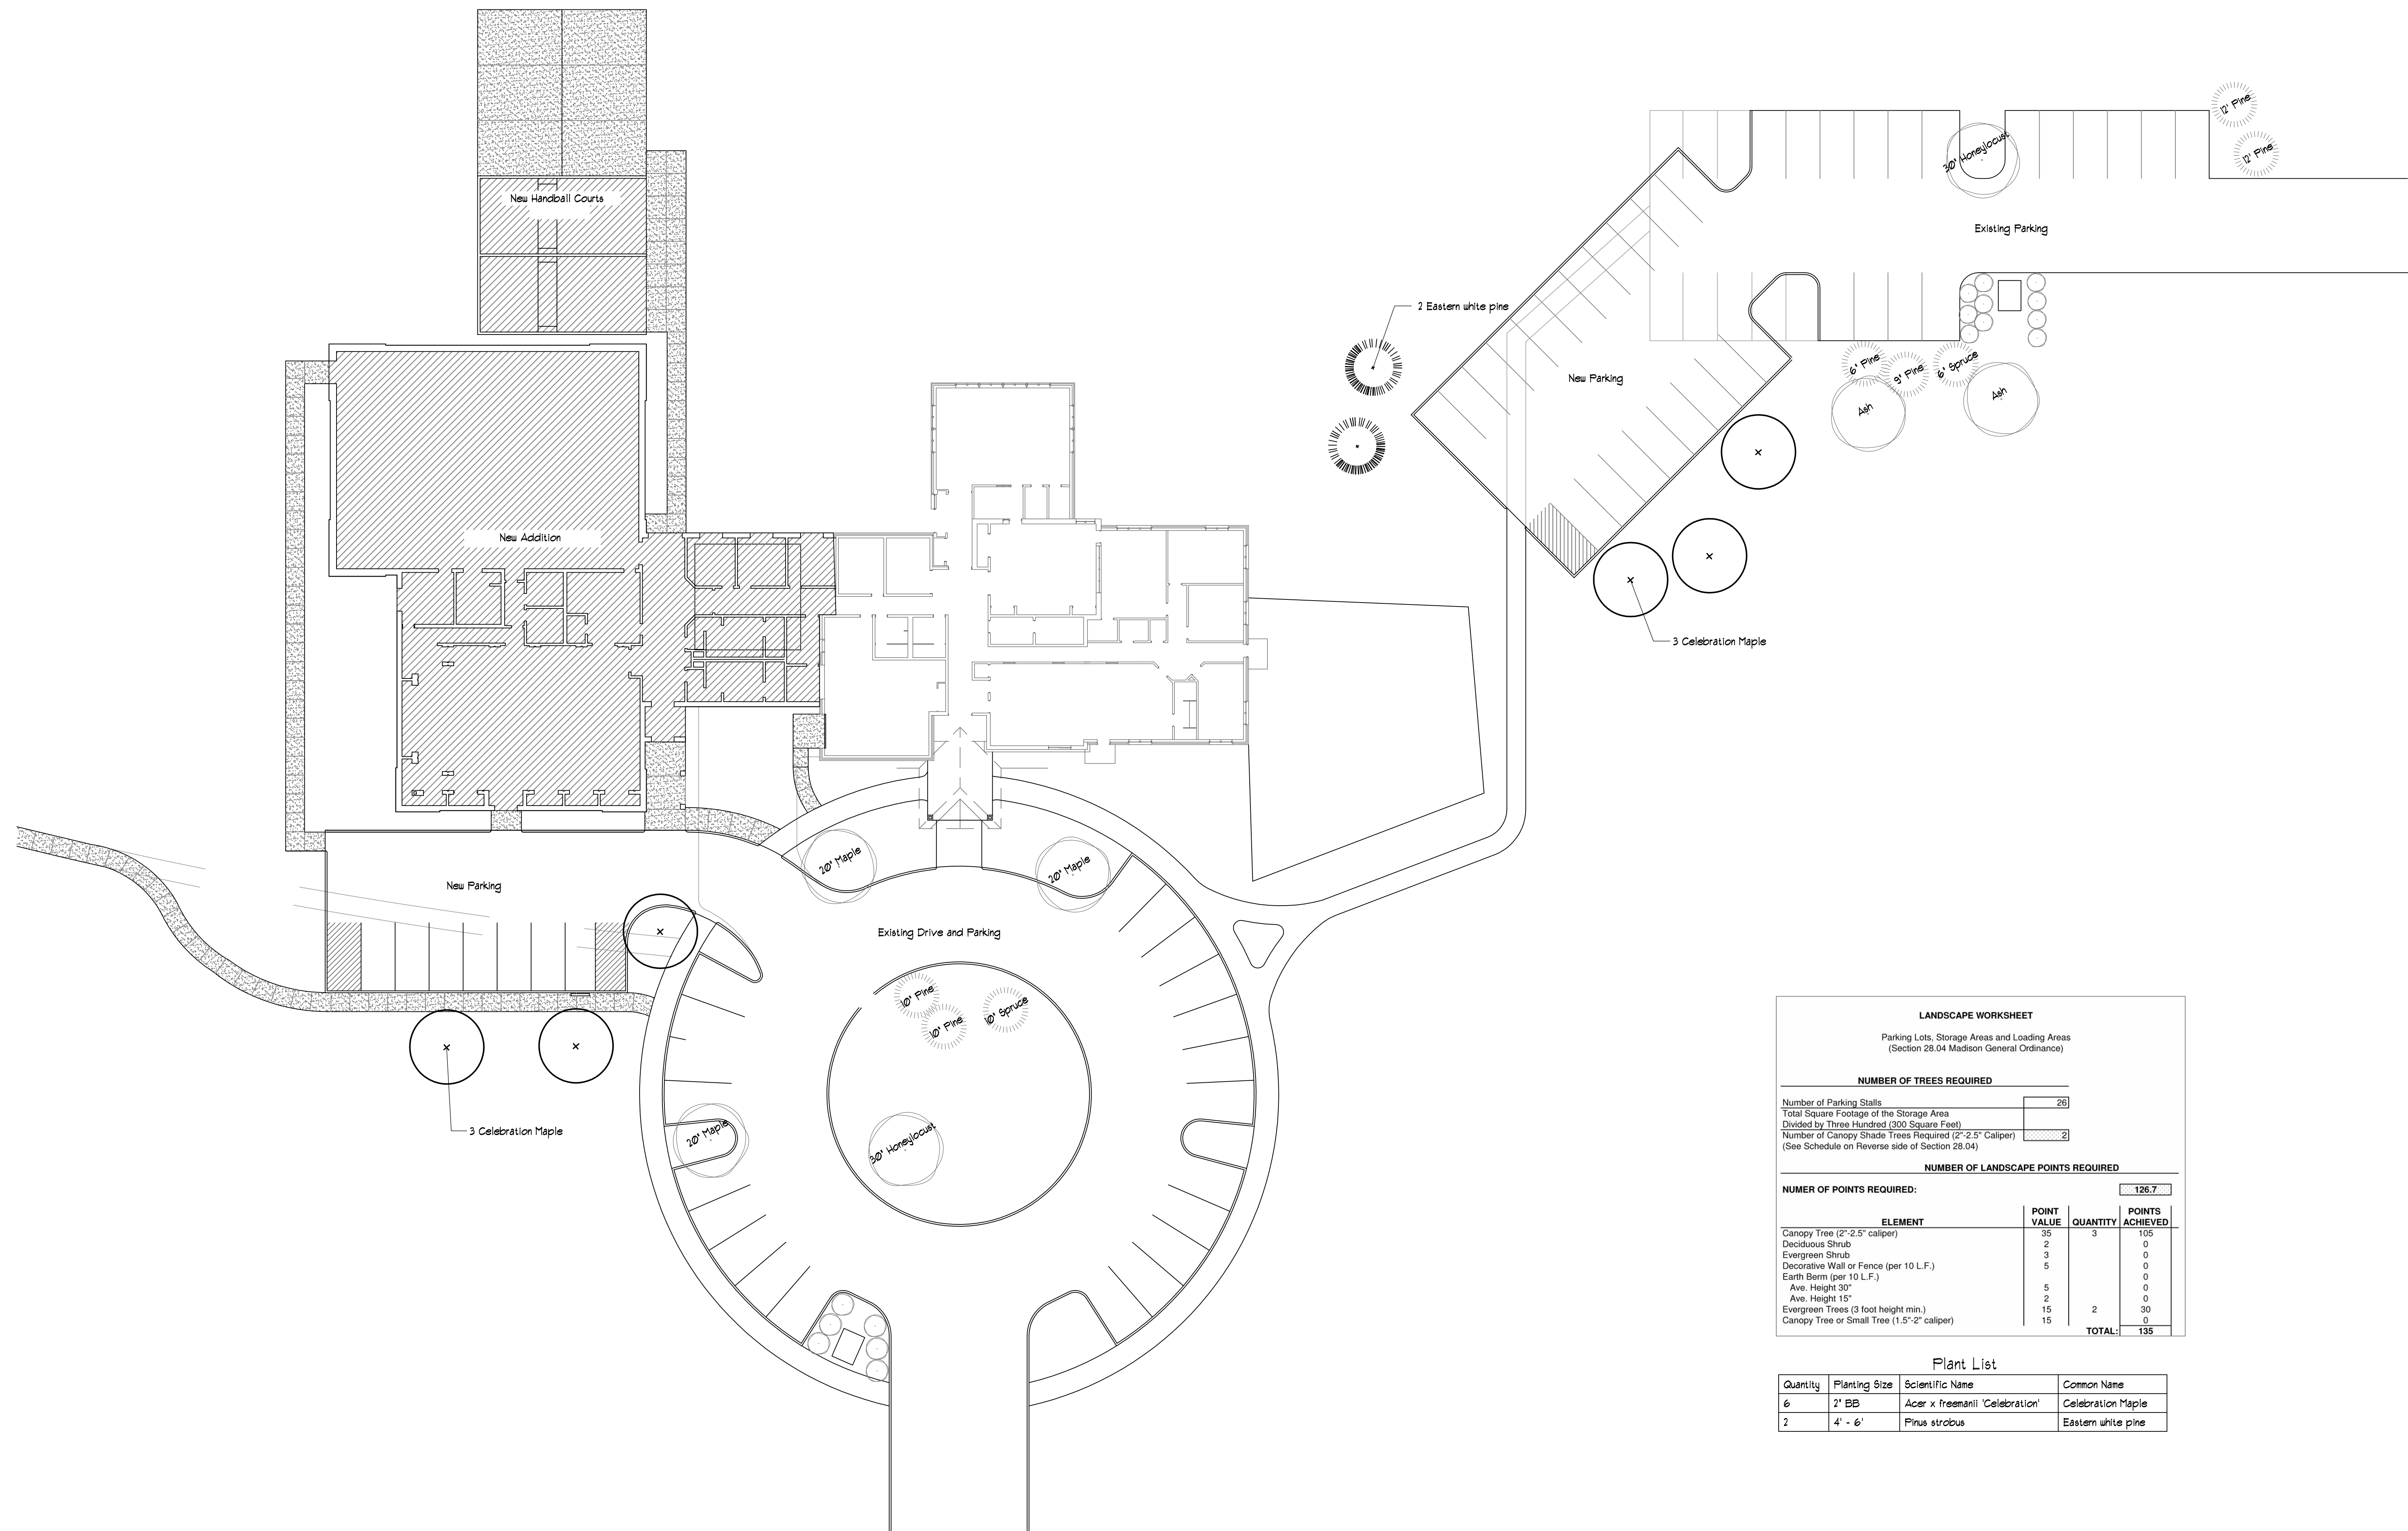 New Handball Courts
12' Pine
12' Pine
30" Honeylocust
Existing Parking
2 Eastern white pine
New Parking
6" Pine
9" Pine
6" Spruce
Ash
Ash
New Addition
3 Celebration Maple
20" Maple
20" Maple
New Parking
Existing Drive and Parking
10" Pine
10" Pine
10" Spruce
3 Celebration Maple
20" Maple
30" Honeylocust
LANDSCAPE WORKSHEET
Parking Lots, Storage Areas and Loading Areas
(Section 28.04 Madison General Ordinance)
NUMBER OF TREES REQUIRED
Number of Parking Stalls 26
Total Square Footage of the Storage Area
Divided by Three Hundred (300 Square Feet)
Number of Canopy Shade Trees Required (2"-2.5" Caliper) 2
(See Schedule on Reverse side of Section 28.04)
NUMBER OF LANDSCAPE POINTS REQUIRED
NUMER OF POINTS REQUIRED: 126.7
POINT POINTS
ELEMENT VALUE QUANTITY ACHIEVED
Canopy Tree (2"-2.5" caliper) 35 3 105
Deciduous Shrub 2 0
Evergreen Shrub 3 0
Decorative Wall or Fence (per 10 L.F.) 5 0
Earth Berm (per 10 L.F.) 0
Ave. Height 30" 5 0
Ave. Height 15" 2 0
Evergreen Trees (3 foot height min.) 15 2 30
Canopy Tree or Small Tree (1.5"-2" caliper) 15 0
TOTAL: 135
Plant List
Quantity Planting Size Scientific Name Common Name
6 2" BB Acer x freemanii 'Celebration' Celebration Maple
2 4' - 6' Pinus strobus Eastern white pine